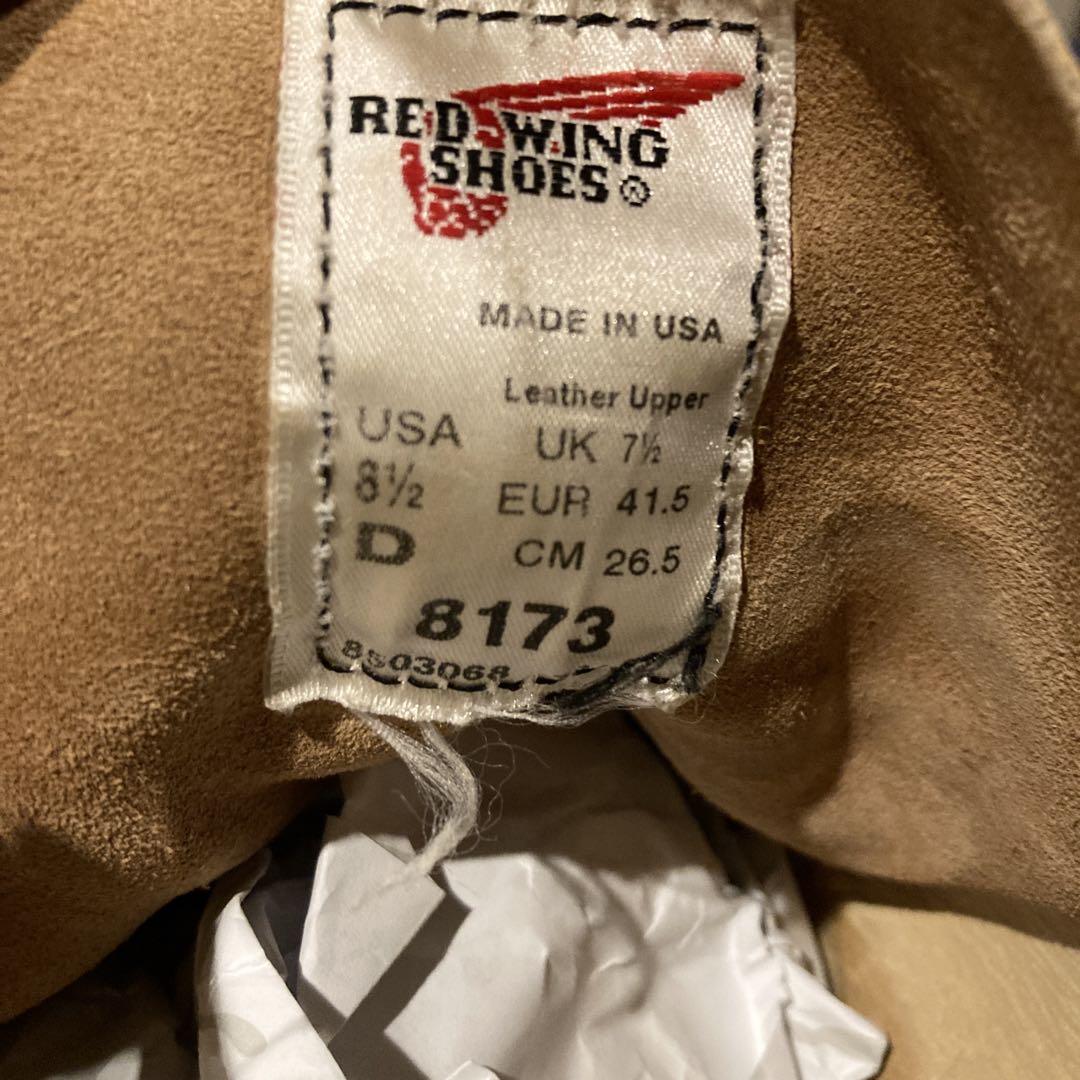 RED WING
SHOES®
MADE IN USA
Leather Upper
USA
UK 7½
8½
EUR 41.5
D
CM 26.5
8173
8503068